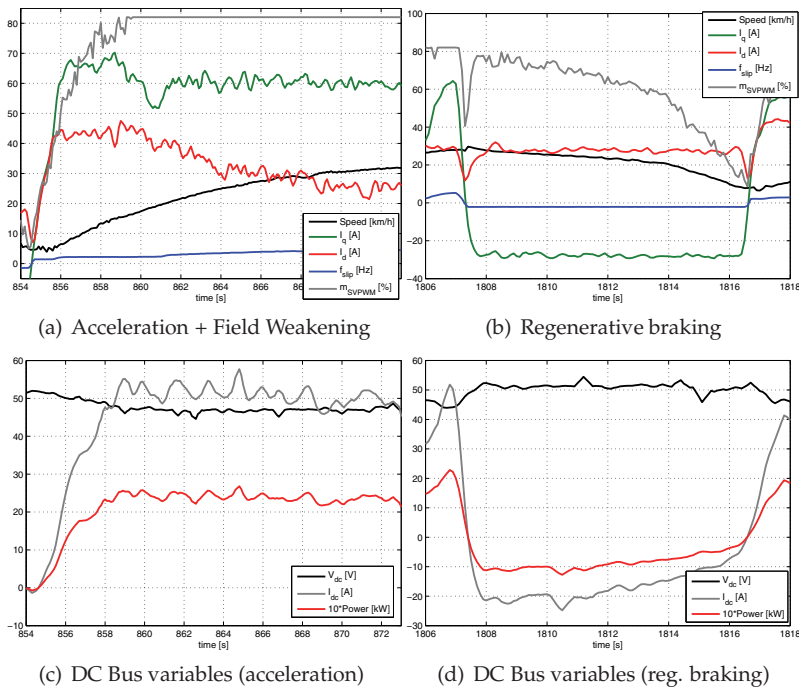 80
70
60
50
40
30
20
10
0
Speed [km/h]
I_q [A]
I_d [A]
f_slip [Hz]
m_SVPWM [%]
854 856 858 860 862 864 866 868
time [s]
(a) Acceleration + Field Weakening
80
60
40
20
0
−20
−40
Speed [km/h]
I_q [A]
I_d [A]
f_slip [Hz]
m_SVPWM [%]
1806 1808 1810 1812 1814 1816 1818
time [s]
(b) Regenerative braking
60
50
40
30
20
10
0
−10
V_dc [V]
I_dc [A]
10*Power [kW]
854 856 858 860 862 864 866 868 870 872
time [s]
(c) DC Bus variables (acceleration)
60
50
40
30
20
10
0
−10
−20
−30
V_dc [V]
I_dc [A]
10*Power [kW]
1806 1808 1810 1812 1814 1816 1818
time [s]
(d) DC Bus variables (reg. braking)